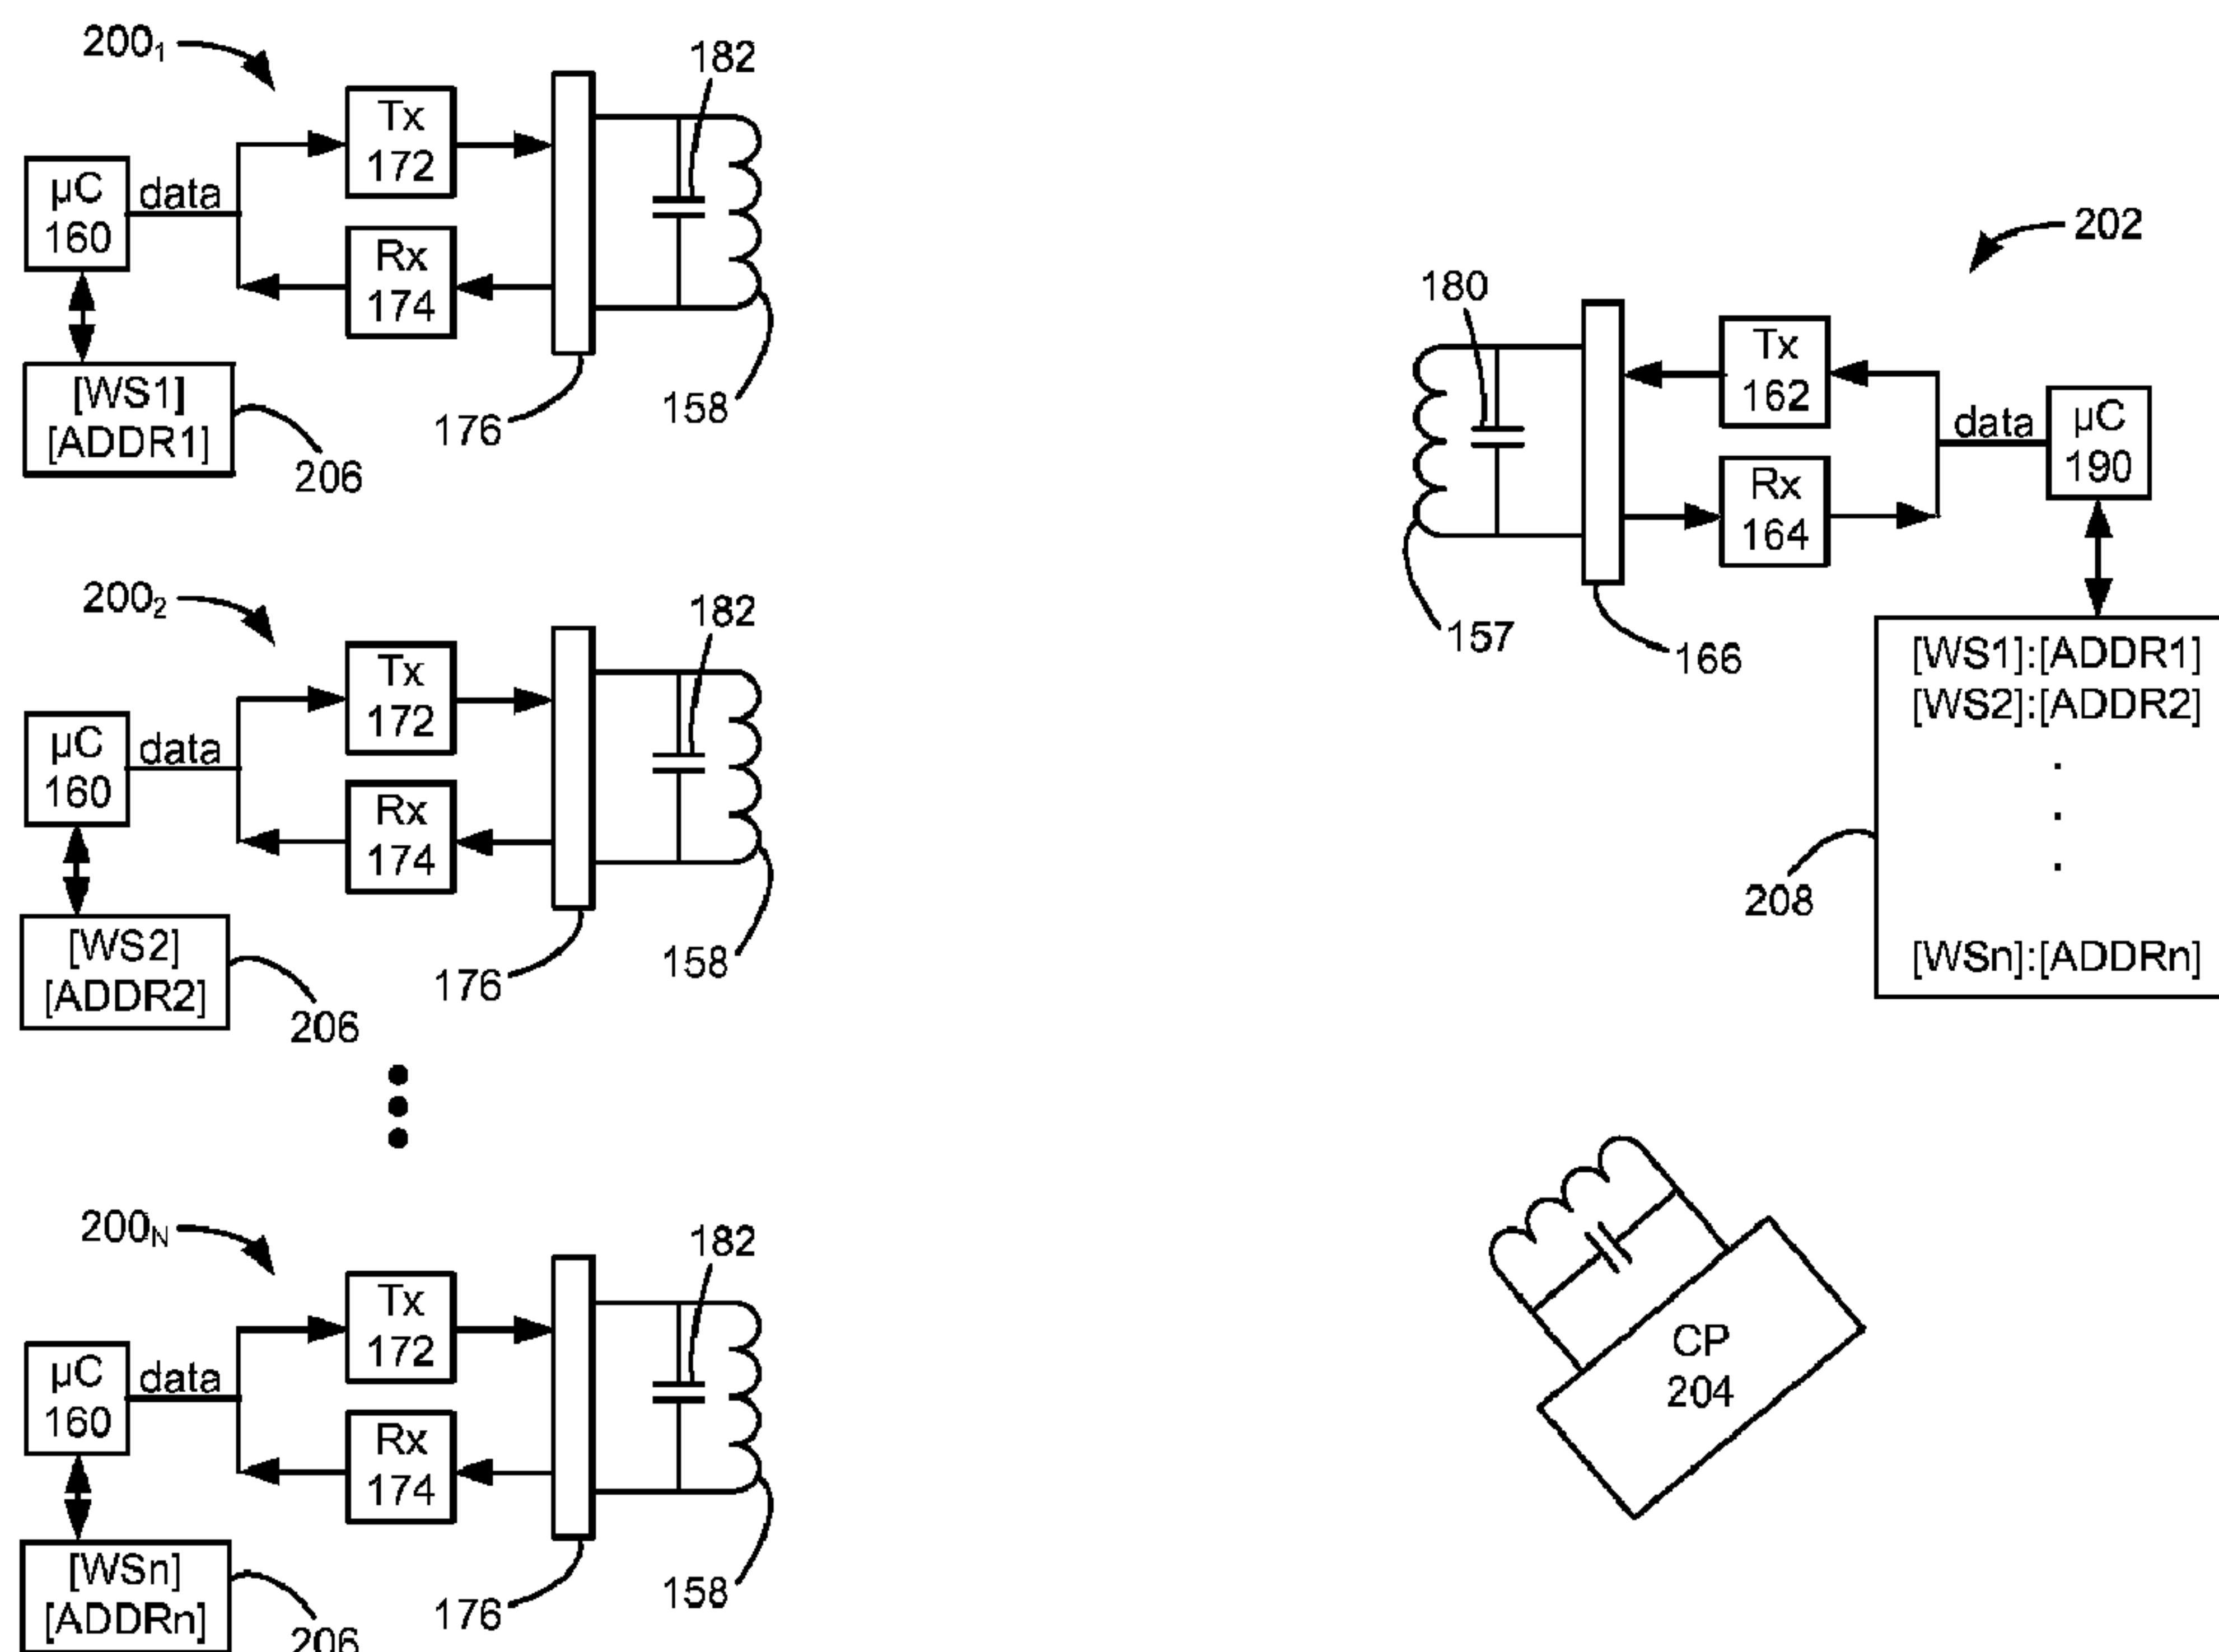 200₁
182
Tx
172
µC
160
data
Rx
174
[WS1]
[ADDR1]
206
176
158
200₂
182
Tx
172
µC
160
data
Rx
174
[WS2]
[ADDR2]
206
176
158
200N
182
Tx
172
µC
160
data
Rx
174
[WSn]
[ADDRn]
206
176
158
202
180
Tx
162
data
µC
190
Rx
164
157
166
[WS1]:[ADDR1]
[WS2]:[ADDR2]
[WSn]:[ADDRn]
208
CP
204